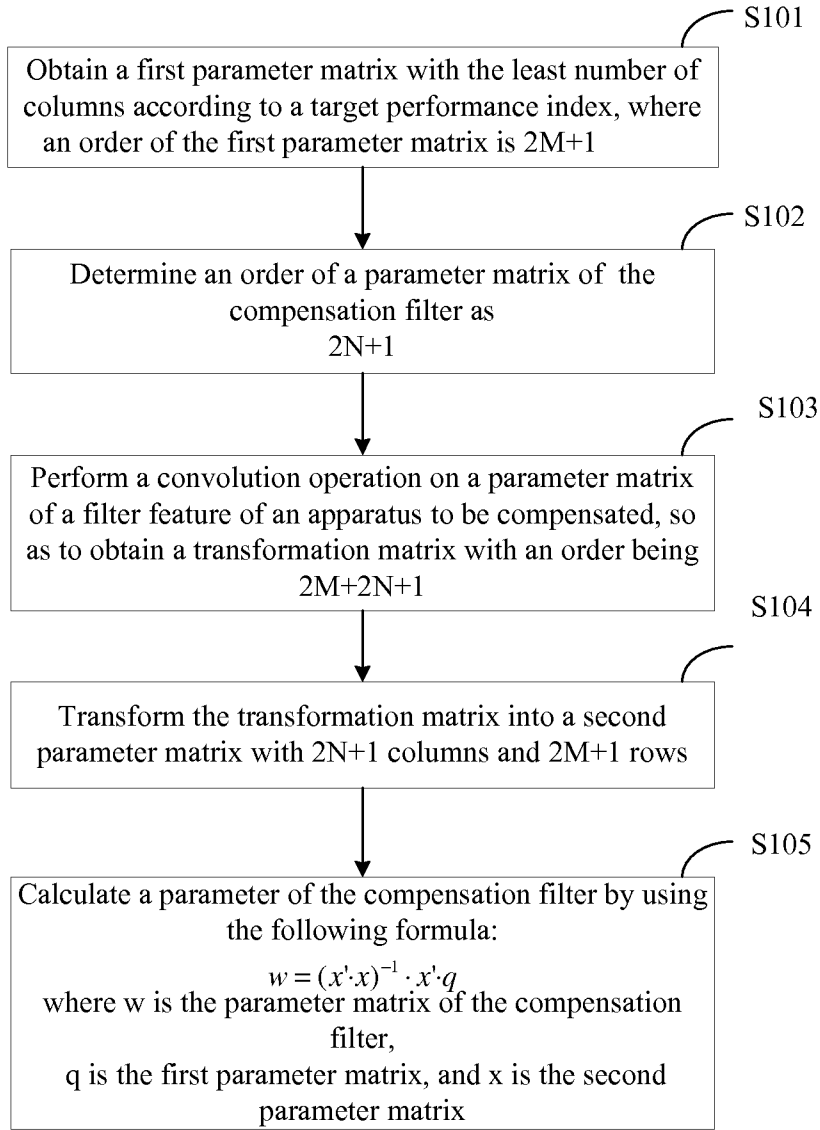 S101
Obtain a first parameter matrix with the least number of
columns according to a target performance index, where
an order of the first parameter matrix is 2M+1
S102
Determine an order of a parameter matrix of the
compensation filter as
2N+1
S103
Perform a convolution operation on a parameter matrix
of a filter feature of an apparatus to be compensated, so
as to obtain a transformation matrix with an order being
2M+2N+1
S104
Transform the transformation matrix into a second
parameter matrix with 2N+1 columns and 2M+1 rows
S105
Calculate a parameter of the compensation filter by using
the following formula:
w = (x'·x)⁻¹ · x'·q
where w is the parameter matrix of the compensation
filter,
q is the first parameter matrix, and x is the second
parameter matrix